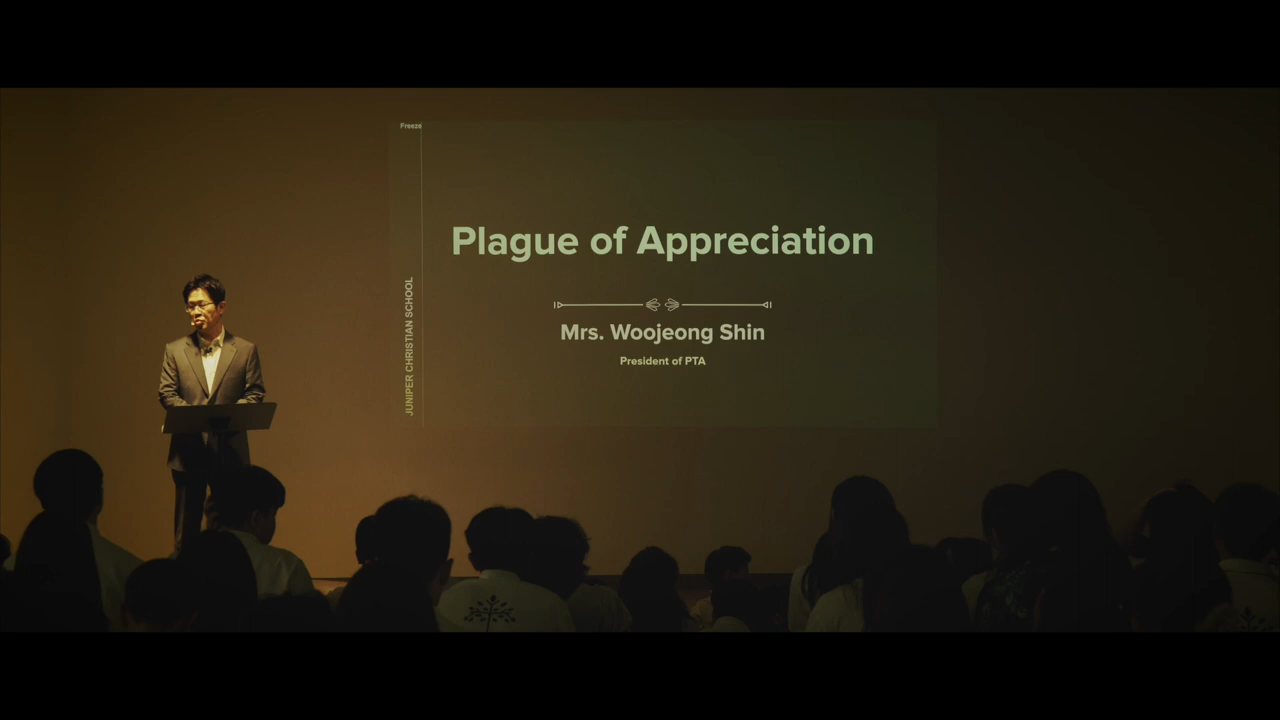 Freeze
JUNIPER CHRISTIAN SCHOOL
Plague of Appreciation
Mrs. Woojeong Shin
President of PTA